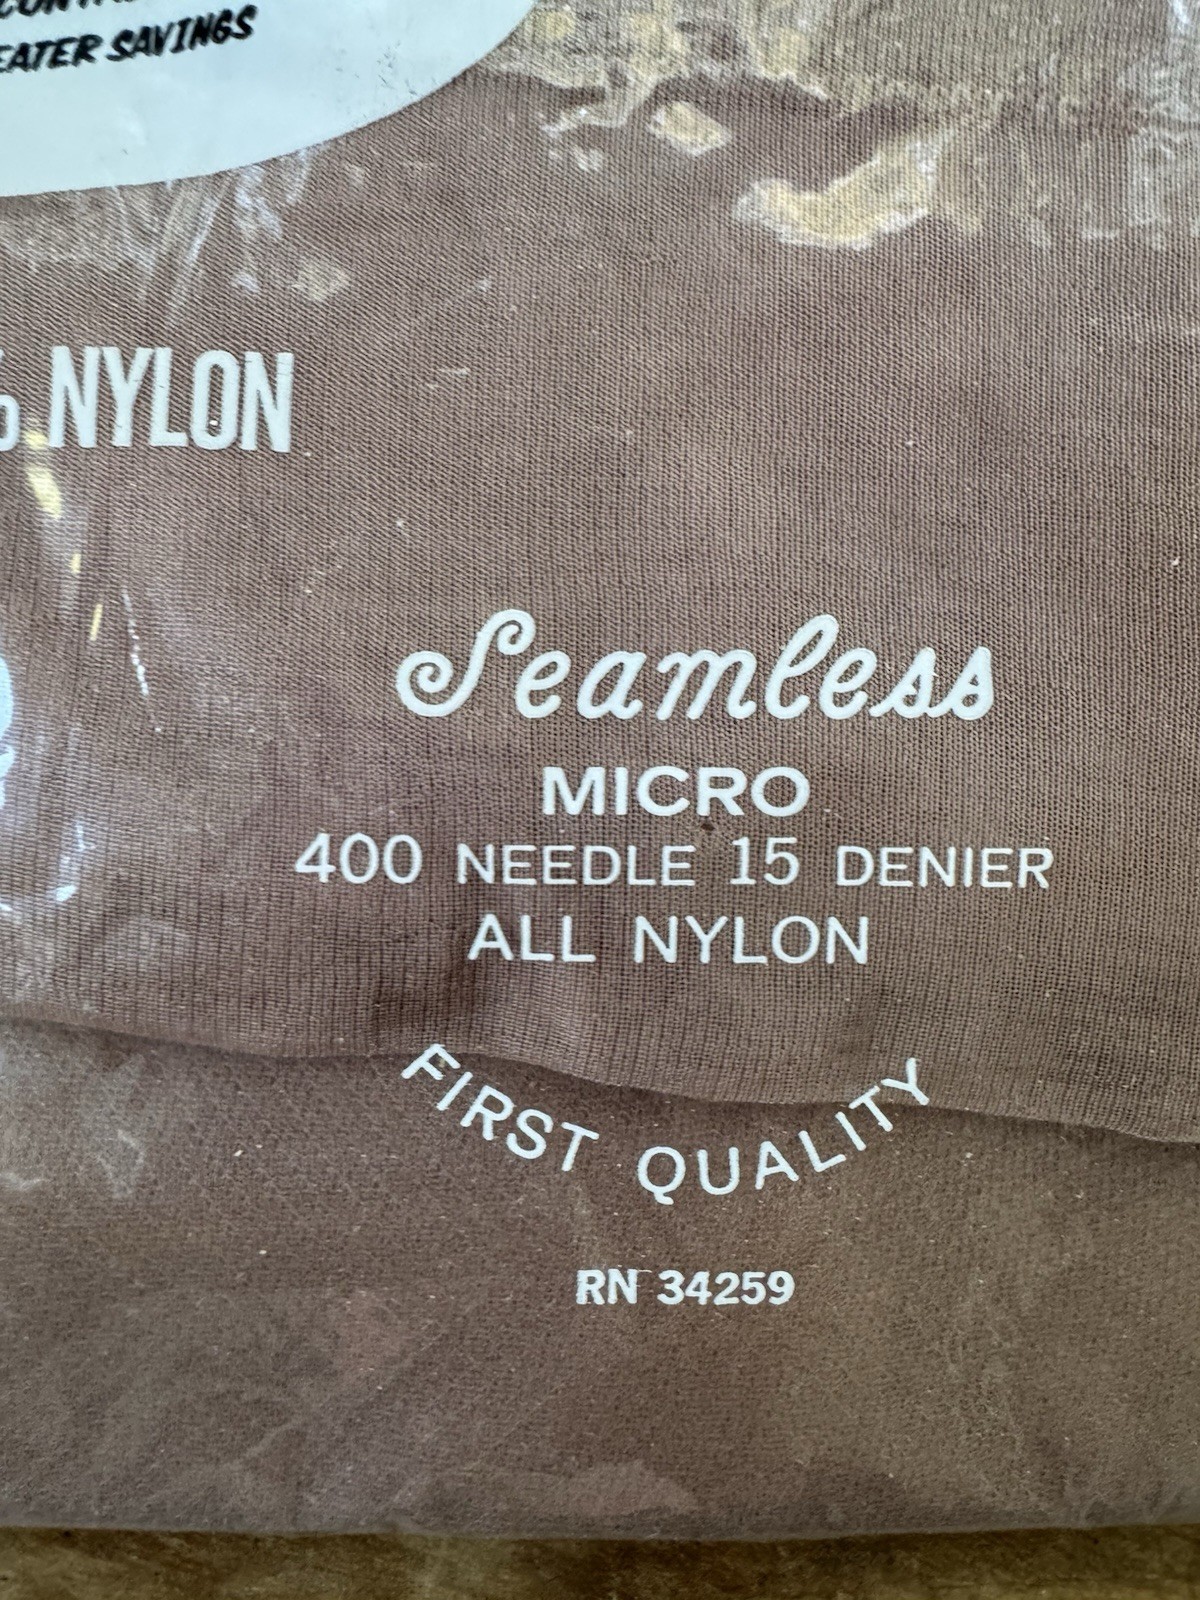 EATER SAVINGS
% NYLON
Seamless
MICRO
400 NEEDLE 15 DENIER
ALL NYLON
FIRST QUALITY
RN 34259